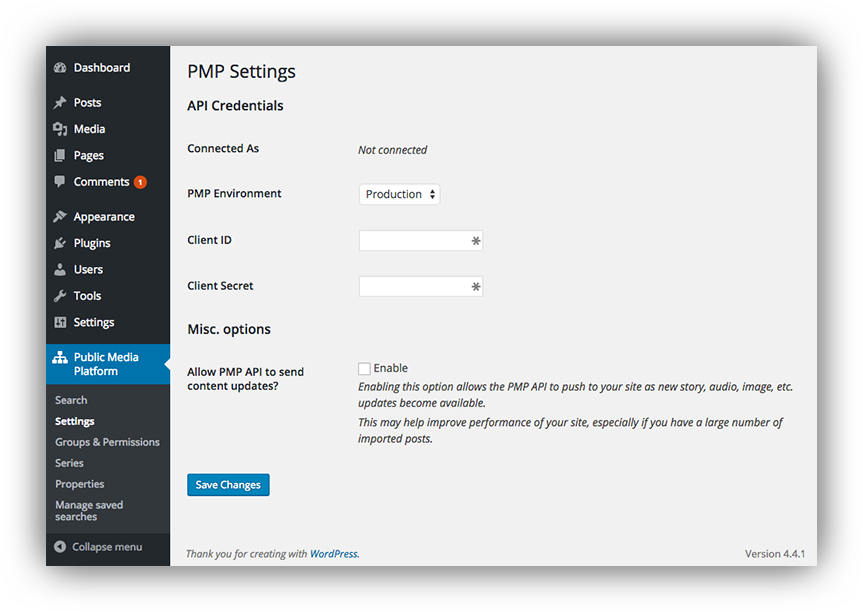 Dashboard
Posts
Media
Pages
Comments 1
Appearance
Plugins
Users
Tools
Settings
Public Media
Platform
Search
Settings
Groups & Permissions
Series
Properties
Manage saved
searches
Collapse menu
PMP Settings
API Credentials
Connected As
Not connected
PMP Environment
Production
Client ID
Client Secret
Misc. options
Allow PMP API to send
content updates?
Enable
Enabling this option allows the PMP API to push to your site as new story, audio, image, etc.
updates become available.
This may help improve performance of your site, especially if you have a large number of
imported posts.
Save Changes
Thank you for creating with WordPress.
Version 4.4.1